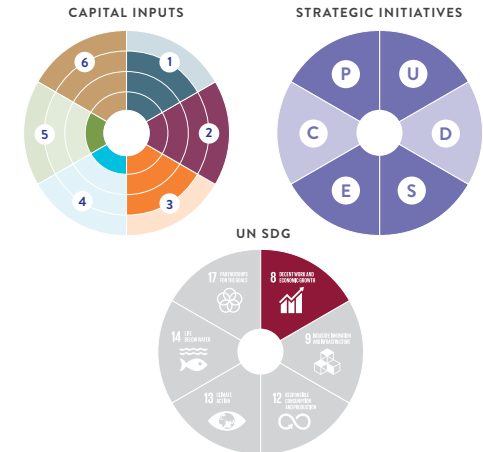 CAPITAL INPUTS
6
1
5
2
4
3
STRATEGIC INITIATIVES
P
U
C
D
E
S
UN SDG
17 PARTNERSHIPS
FOR THE GOALS
8 DECENT WORK AND
ECONOMIC GROWTH
14 LIFE
BELOW WATER
9 INDUSTRY, INNOVATION
AND INFRASTRUCTURE
13 CLIMATE
ACTION
12 RESPONSIBLE
CONSUMPTION
AND PRODUCTION